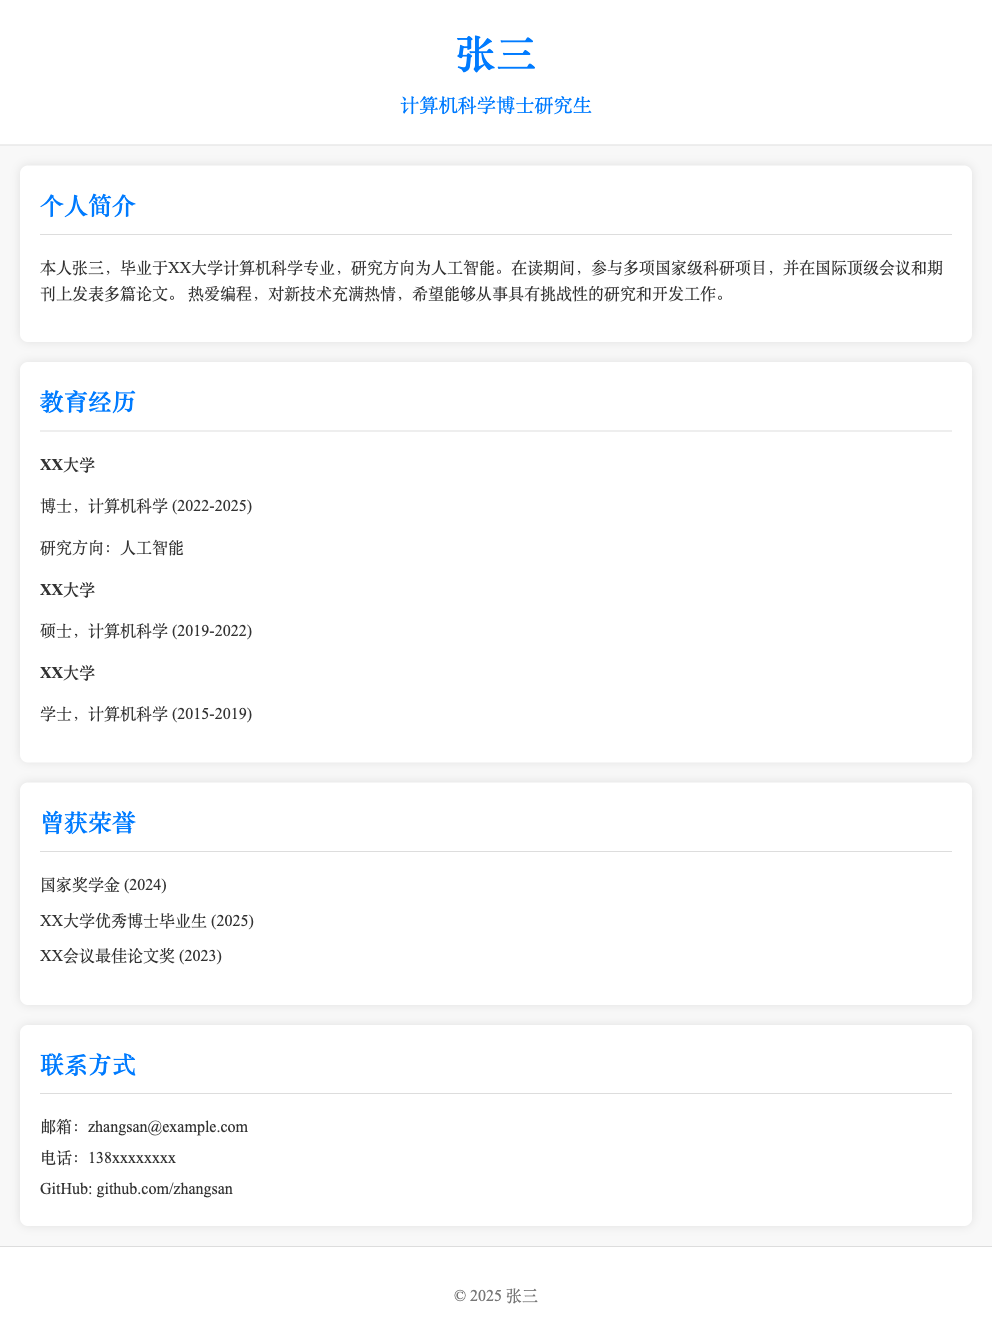 张三
计算机科学博士研究生
个人简介
本人张三，毕业于XX大学计算机科学专业，研究方向为人工智能。在读期间，参与多项国家级科研项目，并在国际顶级会议和期
刊上发表多篇论文。 热爱编程，对新技术充满热情，希望能够从事具有挑战性的研究和开发工作。
教育经历
XX大学
博士，计算机科学 (2022-2025)
研究方向：人工智能
XX大学
硕士，计算机科学 (2019-2022)
XX大学
学士，计算机科学 (2015-2019)
曾获荣誉
国家奖学金 (2024)
XX大学优秀博士毕业生 (2025)
XX会议最佳论文奖 (2023)
联系方式
邮箱：zhangsan@example.com
电话：138xxxxxxxx
GitHub: github.com/zhangsan
© 2025 张三